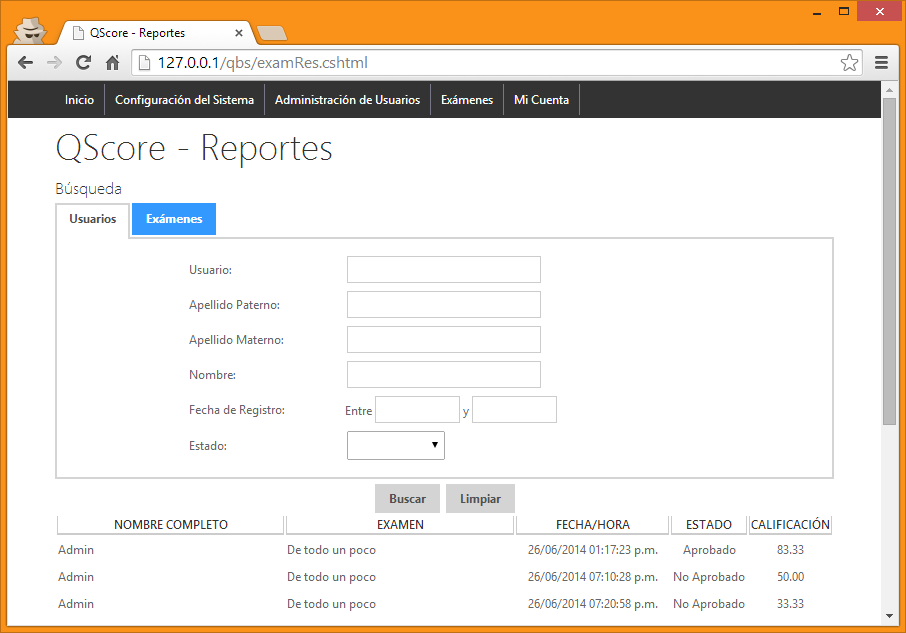 QScore - Reportes
127.0.0.1/qbs/examRes.cshtml
Inicio Configuración del Sistema Administración de Usuarios Exámenes Mi Cuenta
QScore - Reportes
Búsqueda
Usuarios Exámenes
Usuario:
Apellido Paterno:
Apellido Materno:
Nombre:
Fecha de Registro: Entre y
Estado:
Buscar Limpiar
NOMBRE COMPLETO EXAMEN FECHA/HORA ESTADO CALIFICACIÓN
Admin De todo un poco 26/06/2014 01:17:23 p.m. Aprobado 83.33
Admin De todo un poco 26/06/2014 07:10:28 p.m. No Aprobado 50.00
Admin De todo un poco 26/06/2014 07:20:58 p.m. No Aprobado 33.33